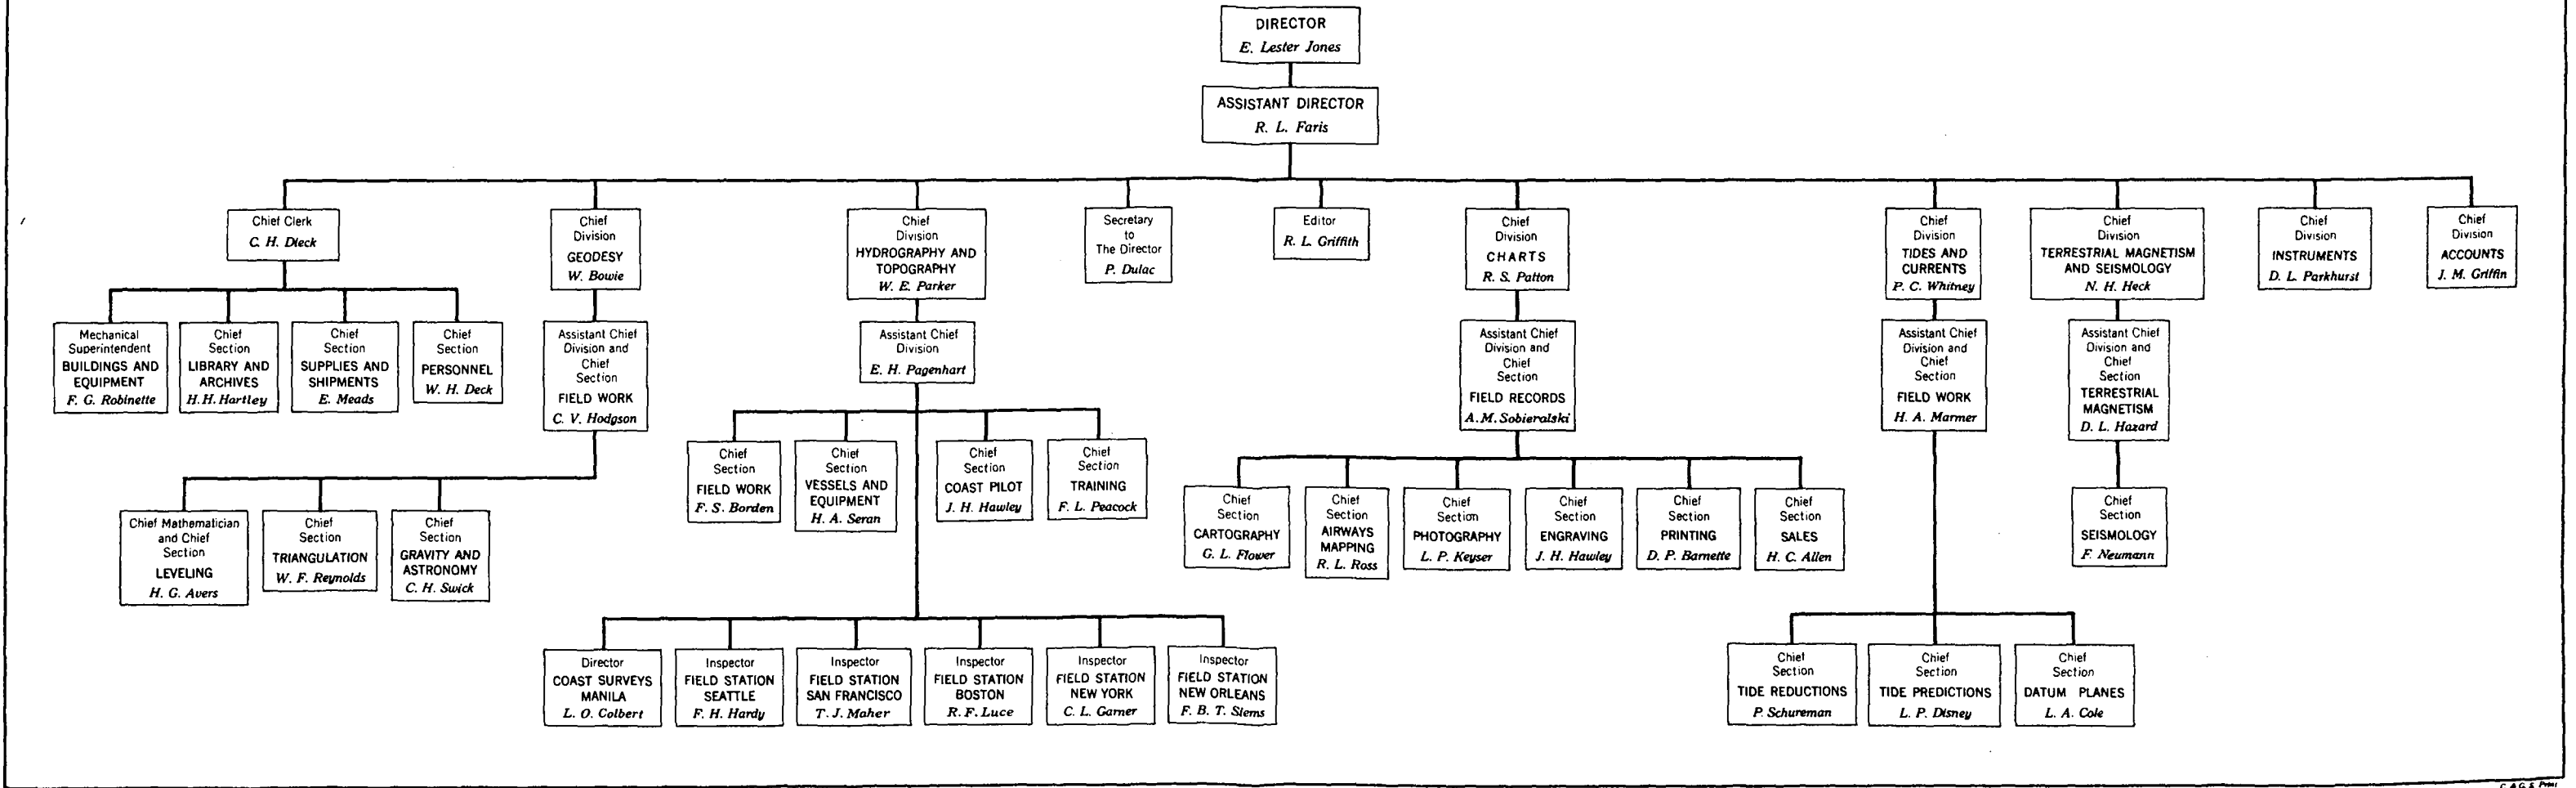 DIRECTOR
E. Lester Jones
ASSISTANT DIRECTOR
R. L. Faris
Chief Clerk
C. H. Dieck
Chief
Division
GEODESY
W. Bowie
Chief
Division
HYDROGRAPHY AND
TOPOGRAPHY
W. E. Parker
Secretary
to
The Director
P. Dulac
Editor
R. L. Griffith
Chief
Division
CHARTS
R. S. Patton
Chief
Division
TIDES AND
CURRENTS
P. C. Whitney
Chief
Division
TERRESTRIAL MAGNETISM
AND SEISMOLOGY
N. H. Heck
Chief
Division
INSTRUMENTS
D. L. Parkhurst
Chief
Division
ACCOUNTS
J. M. Griffin
Mechanical
Superintendent
BUILDINGS AND
EQUIPMENT
F. G. Robinette
Chief
Section
LIBRARY AND
ARCHIVES
H. H. Hartley
Chief
Section
SUPPLIES AND
SHIPMENTS
E. Meads
Chief
Section
PERSONNEL
W. H. Deck
Assistant Chief
Division and
Chief
Section
FIELD WORK
C. V. Hodgson
Assistant Chief
Division
E. H. Pagenhart
Assistant Chief
Division and
Chief
Section
FIELD RECORDS
A. M. Sobieralski
Assistant Chief
Division and
Chief
Section
FIELD WORK
H. A. Marmer
Assistant Chief
Division and
Chief
Section
TERRESTRIAL
MAGNETISM
D. L. Hazard
Chief
Section
FIELD WORK
F. S. Borden
Chief
Section
VESSELS AND
EQUIPMENT
H. A. Seran
Chief
Section
COAST PILOT
J. H. Hawley
Chief
Section
TRAINING
F. L. Peacock
Chief Mathematician
and Chief
Section
LEVELING
H. G. Avers
Chief
Section
TRIANGULATION
W. F. Reynolds
Chief
Section
GRAVITY AND
ASTRONOMY
C. H. Swick
Chief
Section
CARTOGRAPHY
G. L. Flower
Chief
Section
AIRWAYS
MAPPING
R. L. Ross
Chief
Section
PHOTOGRAPHY
L. P. Keyser
Chief
Section
ENGRAVING
J. H. Hawley
Chief
Section
PRINTING
D. P. Barnette
Chief
Section
SALES
H. C. Allen
Chief
Section
SEISMOLOGY
F. Neumann
Director
COAST SURVEYS
MANILA
L. O. Colbert
Inspector
FIELD STATION
SEATTLE
F. H. Hardy
Inspector
FIELD STATION
SAN FRANCISCO
T. J. Maher
Inspector
FIELD STATION
BOSTON
R. F. Luce
Inspector
FIELD STATION
NEW YORK
C. L. Garner
Inspector
FIELD STATION
NEW ORLEANS
F. B. T. Siems
Chief
Section
TIDE REDUCTIONS
P. Schureman
Chief
Section
TIDE PREDICTIONS
L. P. Disney
Chief
Section
DATUM PLANES
L. A. Cole
C. & G. S. Print